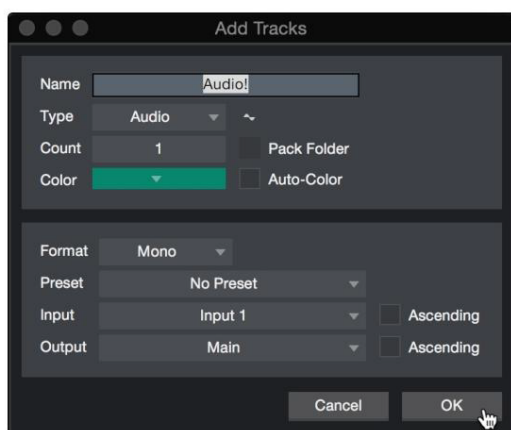 Add Tracks
Name Audio!
Type Audio
Count 1 Pack Folder
Color Auto-Color
Format Mono
Preset No Preset
Input Input 1 Ascending
Output Main Ascending
Cancel OK